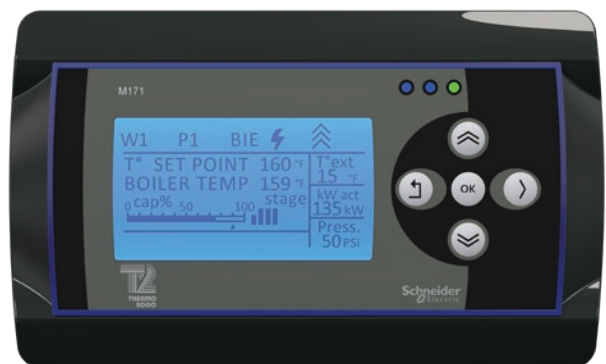 M171
W1 P1 BIE
T° SET POINT 160 °F
BOILER TEMP 159 °F
0 cap% 50 100 stage
T°ext
15 °F
kW act
135 kW
Press.
50 PSi
OK
T2
THERMO
2000
Schneider
Electric